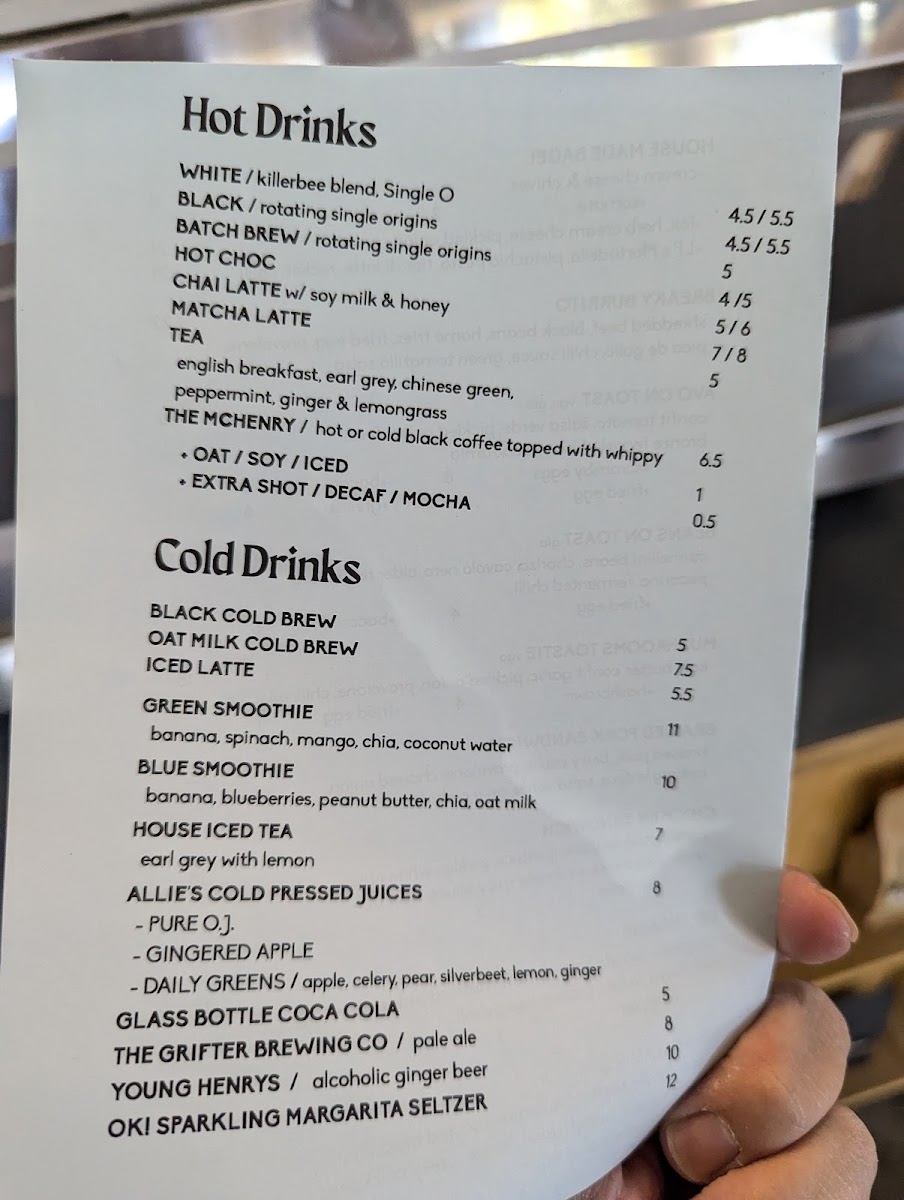 Hot Drinks
WHITE / killerbee blend, Single O 4.5 / 5.5
BLACK / rotating single origins 4.5 / 5.5
BATCH BREW / rotating single origins 5
HOT CHOC 4 /5
CHAI LATTE w/ soy milk & honey 5 / 6
MATCHA LATTE 7 / 8
TEA 5
english breakfast, earl grey, chinese green,
peppermint, ginger & lemongrass
THE MCHENRY / hot or cold black coffee topped with whippy 6.5
+ OAT / SOY / ICED 1
+ EXTRA SHOT / DECAF / MOCHA 0.5
Cold Drinks
BLACK COLD BREW 5
OAT MILK COLD BREW 7.5
ICED LATTE 5.5
GREEN SMOOTHIE 11
banana, spinach, mango, chia, coconut water
BLUE SMOOTHIE 10
banana, blueberries, peanut butter, chia, oat milk
HOUSE ICED TEA 7
earl grey with lemon
ALLIE'S COLD PRESSED JUICES 8
- PURE O.J.
- GINGERED APPLE
- DAILY GREENS / apple, celery, pear, silverbeet, lemon, ginger
GLASS BOTTLE COCA COLA 5
THE GRIFTER BREWING CO / pale ale 8
YOUNG HENRYS / alcoholic ginger beer 10
OK! SPARKLING MARGARITA SELTZER 12